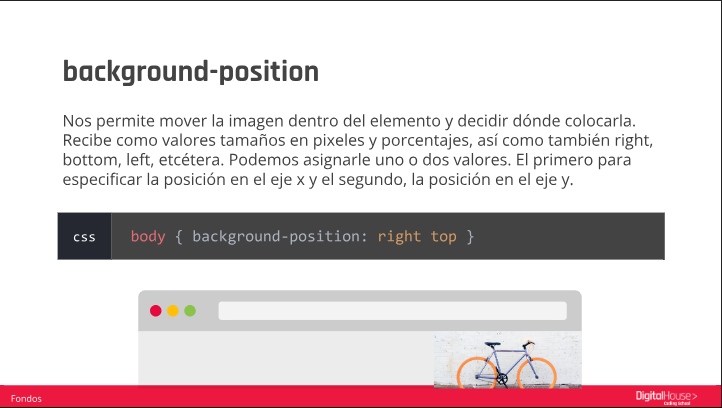 background-position
Nos permite mover la imagen dentro del elemento y decidir dónde colocarla.
Recibe como valores tamaños en pixeles y porcentajes, así como también right,
bottom, left, etcétera. Podemos asignarle uno o dos valores. El primero para
especificar la posición en el eje x y el segundo, la posición en el eje y.
css
body { background-position: right top }
Fondos
DigitalHouse>
Coding School